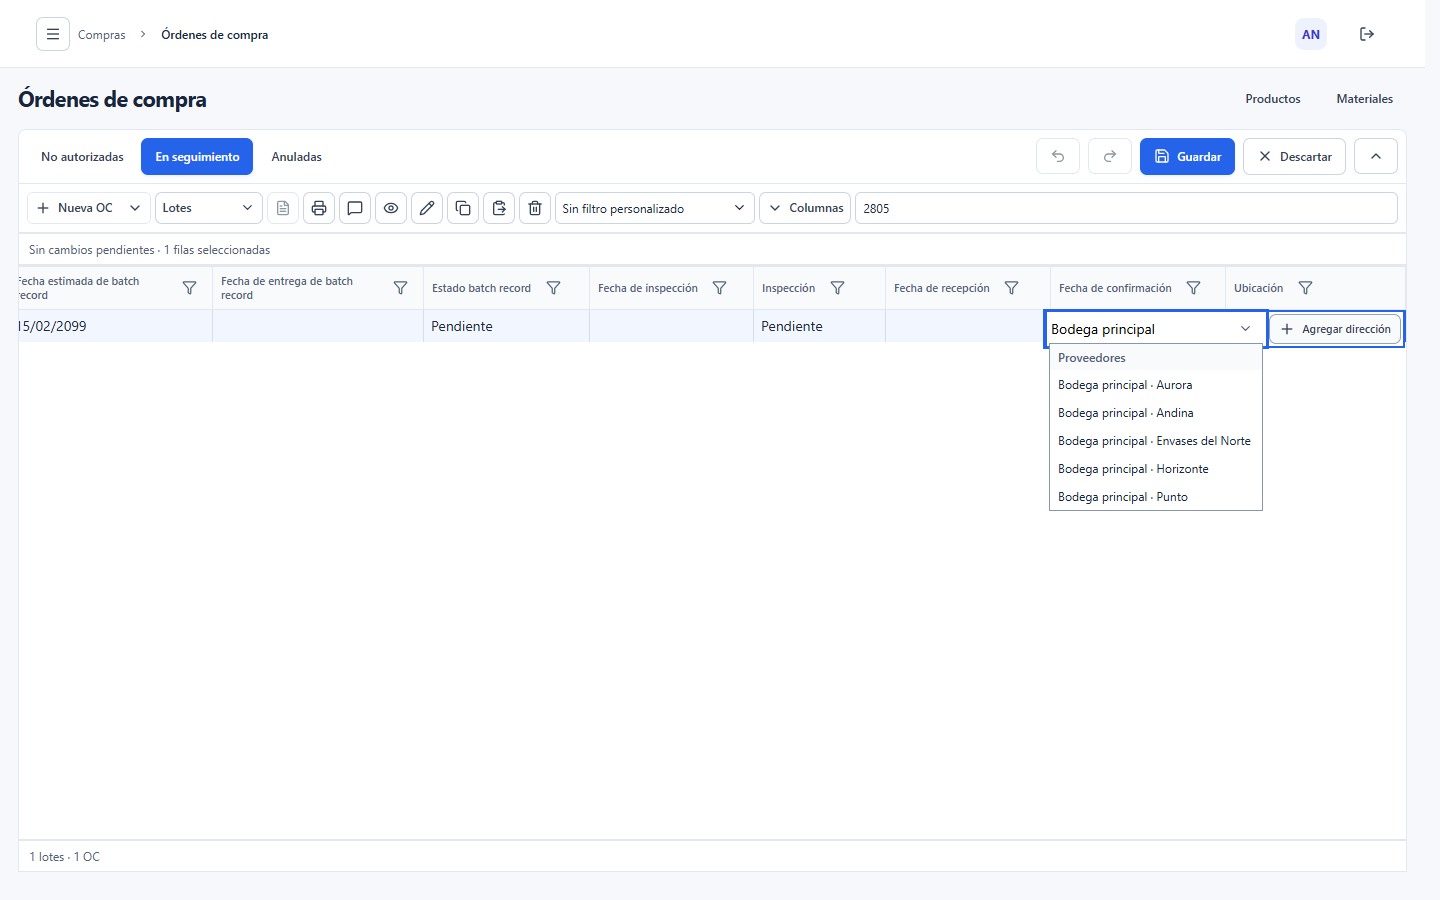 Compras
Órdenes de compra
AN
Órdenes de compra
Productos
Materiales
No autorizadas
En seguimiento
Anuladas
Guardar
Descartar
Nueva OC
Lotes
Sin filtro personalizado
Columnas
2805
Sin cambios pendientes · 1 filas seleccionadas
Fecha estimada de batch
record
Fecha de entrega de batch
record
Estado batch record
Fecha de inspección
Inspección
Fecha de recepción
Fecha de confirmación
Ubicación
15/02/2099
Pendiente
Pendiente
Bodega principal
Agregar dirección
Proveedores
Bodega principal · Aurora
Bodega principal · Andina
Bodega principal · Envases del Norte
Bodega principal · Horizonte
Bodega principal · Punto
1 lotes · 1 OC